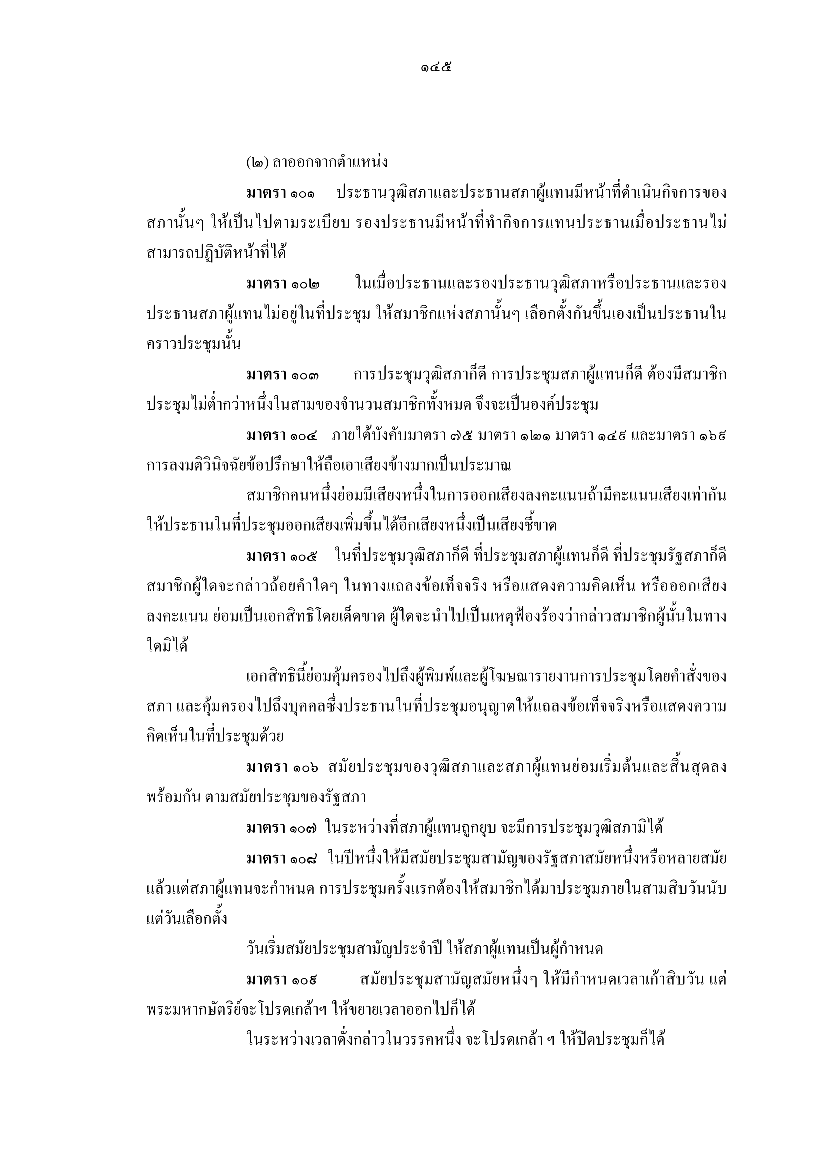 ๑๔๕
(๒) ลาออกจากตำแหน่ง
มาตรา ๑๐๑ ประธานวุฒิสภาและประธานสภาผู้แทนมีหน้าที่ดำเนินกิจการของ
สภานั้นๆ ให้เป็นไปตามระเบียบ รองประธานมีหน้าที่ทำกิจการแทนประธานเมื่อประธานไม่
สามารถปฏิบัติหน้าที่ได้
มาตรา ๑๐๒ ในเมื่อประธานและรองประธานวุฒิสภาหรือประธานและรอง
ประธานสภาผู้แทนไม่อยู่ในที่ประชุม ให้สมาชิกแห่งสภานั้นๆ เลือกตั้งกันขึ้นเองเป็นประธานใน
คราวประชุมนั้น
มาตรา ๑๐๓ การประชุมวุฒิสภาก็ดี การประชุมสภาผู้แทนก็ดี ต้องมีสมาชิก
ประชุมไม่ต่ำกว่าหนึ่งในสามของจำนวนสมาชิกทั้งหมด จึงจะเป็นองค์ประชุม
มาตรา ๑๐๔ ภายใต้บังคับมาตรา ๗๕ มาตรา ๑๒๑ มาตรา ๑๔๙ และมาตรา ๑๖๙
การลงมติวินิจฉัยข้อปรึกษาให้ถือเอาเสียงข้างมากเป็นประมาณ
สมาชิกคนหนึ่งย่อมมีเสียงหนึ่งในการออกเสียงลงคะแนนถ้ามีคะแนนเสียงเท่ากัน
ให้ประธานในที่ประชุมออกเสียงเพิ่มขึ้นได้อีกเสียงหนึ่งเป็นเสียงชี้ขาด
มาตรา ๑๐๕ ในที่ประชุมวุฒิสภาก็ดี ที่ประชุมสภาผู้แทนก็ดี ที่ประชุมรัฐสภาก็ดี
สมาชิกผู้ใดจะกล่าวถ้อยคำใดๆ ในทางแถลงข้อเท็จจริง หรือแสดงความคิดเห็น หรือออกเสียง
ลงคะแนน ย่อมเป็นเอกสิทธิโดยเด็ดขาด ผู้ใดจะนำไปเป็นเหตุฟ้องร้องว่ากล่าวสมาชิกผู้นั้นในทาง
ใดมิได้
เอกสิทธินี้ย่อมคุ้มครองไปถึงผู้พิมพ์และผู้โฆษณารายงานการประชุมโดยคำสั่งของ
สภา และคุ้มครองไปถึงบุคคลซึ่งประธานในที่ประชุมอนุญาตให้แถลงข้อเท็จจริงหรือแสดงความ
คิดเห็นในที่ประชุมด้วย
มาตรา ๑๐๖ สมัยประชุมของวุฒิสภาและสภาผู้แทนย่อมเริ่มต้นและสิ้นสุดลง
พร้อมกัน ตามสมัยประชุมของรัฐสภา
มาตรา ๑๐๗ ในระหว่างที่สภาผู้แทนถูกยุบ จะมีการประชุมวุฒิสภามิได้
มาตรา ๑๐๘ ในปีหนึ่งให้มีสมัยประชุมสามัญของรัฐสภาสมัยหนึ่งหรือหลายสมัย
แล้วแต่สภาผู้แทนจะกำหนด การประชุมครั้งแรกต้องให้สมาชิกได้มาประชุมภายในสามสิบวันนับ
แต่วันเลือกตั้ง
วันเริ่มสมัยประชุมสามัญประจำปี ให้สภาผู้แทนเป็นผู้กำหนด
มาตรา ๑๐๙ สมัยประชุมสามัญสมัยหนึ่งๆ ให้มีกำหนดเวลาเก้าสิบวัน แต่
พระมหากษัตริย์จะโปรดเกล้าฯ ให้ขยายเวลาออกไปก็ได้
ในระหว่างเวลาดั่งกล่าวในวรรคหนึ่ง จะโปรดเกล้า ฯ ให้ปิดประชุมก็ได้